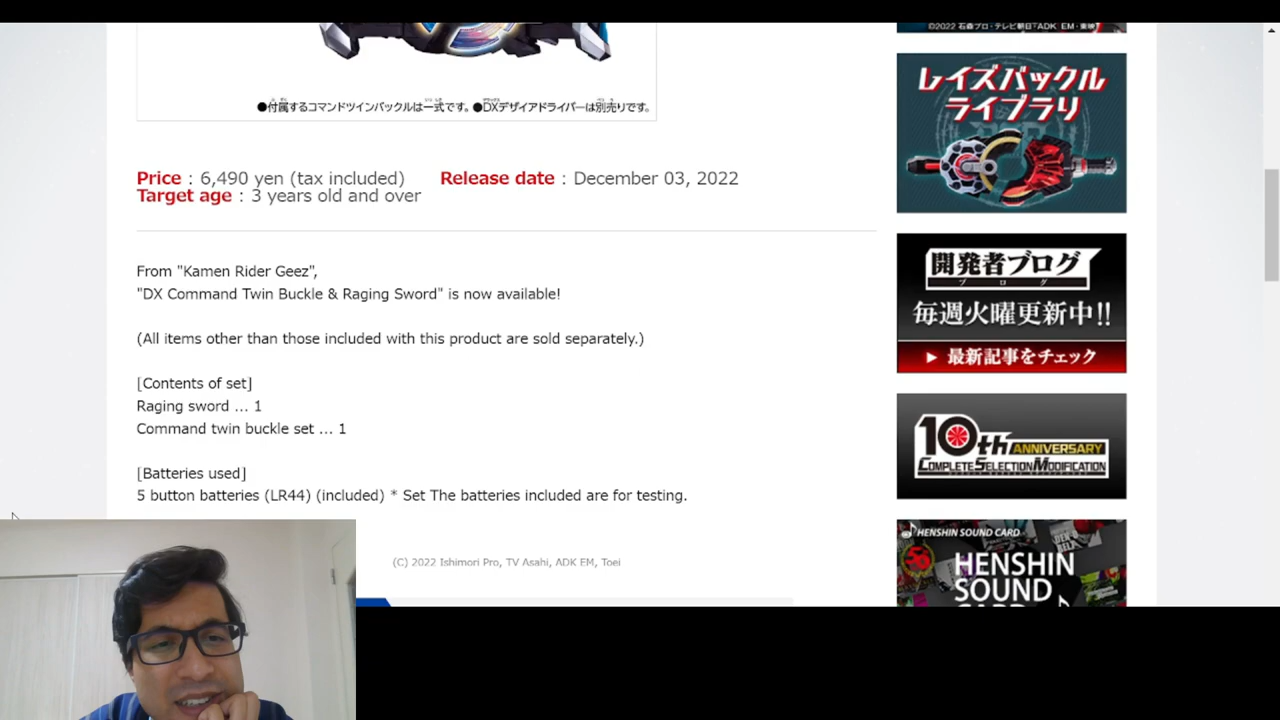 ●付属するコマンドツインバックルは一式です。●DXデザイアドライバーは別売りです。
Price : 6,490 yen (tax included) Release date : December 03, 2022
Target age : 3 years old and over
From "Kamen Rider Geez",
"DX Command Twin Buckle & Raging Sword" is now available!
(All items other than those included with this product are sold separately.)
[Contents of set]
Raging sword ... 1
Command twin buckle set ... 1
[Batteries used]
5 button batteries (LR44) (included) * Set The batteries included are for testing.
(C) 2022 Ishimori Pro, TV Asahi, ADK EM, Toei
©2022 石森プロ・テレビ朝日・ADK EM・東映
レイズバックル
ライブラリ
開発者ブログ
ブログ
毎週火曜更新中!!
▶ 最新記事をチェック
10th ANNIVERSARY
COMPLETE SELECTION MODIFICATION
HENSHIN SOUND CARD
HENSHIN
SOUND
CARD